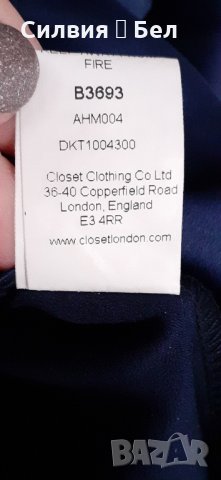 Силвия ჲ Бел
FIRE
B3693
AHM004
DKT1004300
Closet Clothing Co Ltd
36-40 Copperfield Road
London, England
E3 4RR
www.closetlondon.com
BAZAR